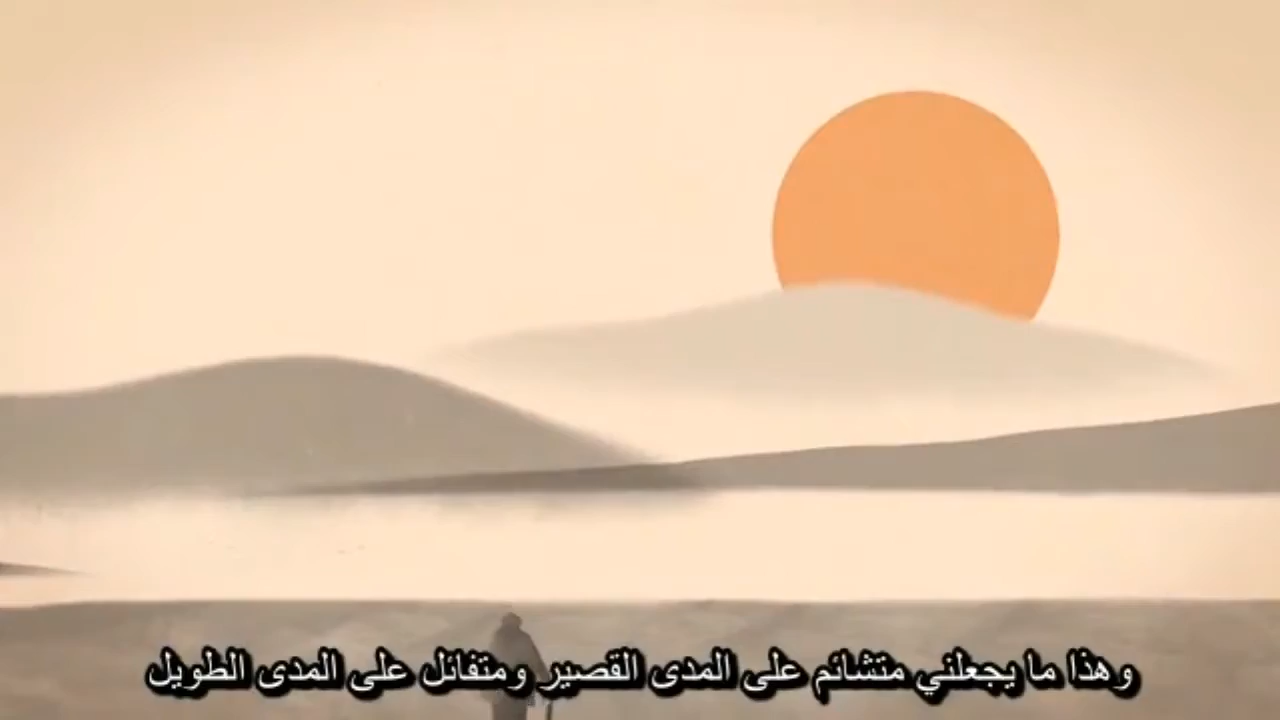 وهذا ما يجعلني متشائم على المدى القصير ومتفائل على المدى الطويل